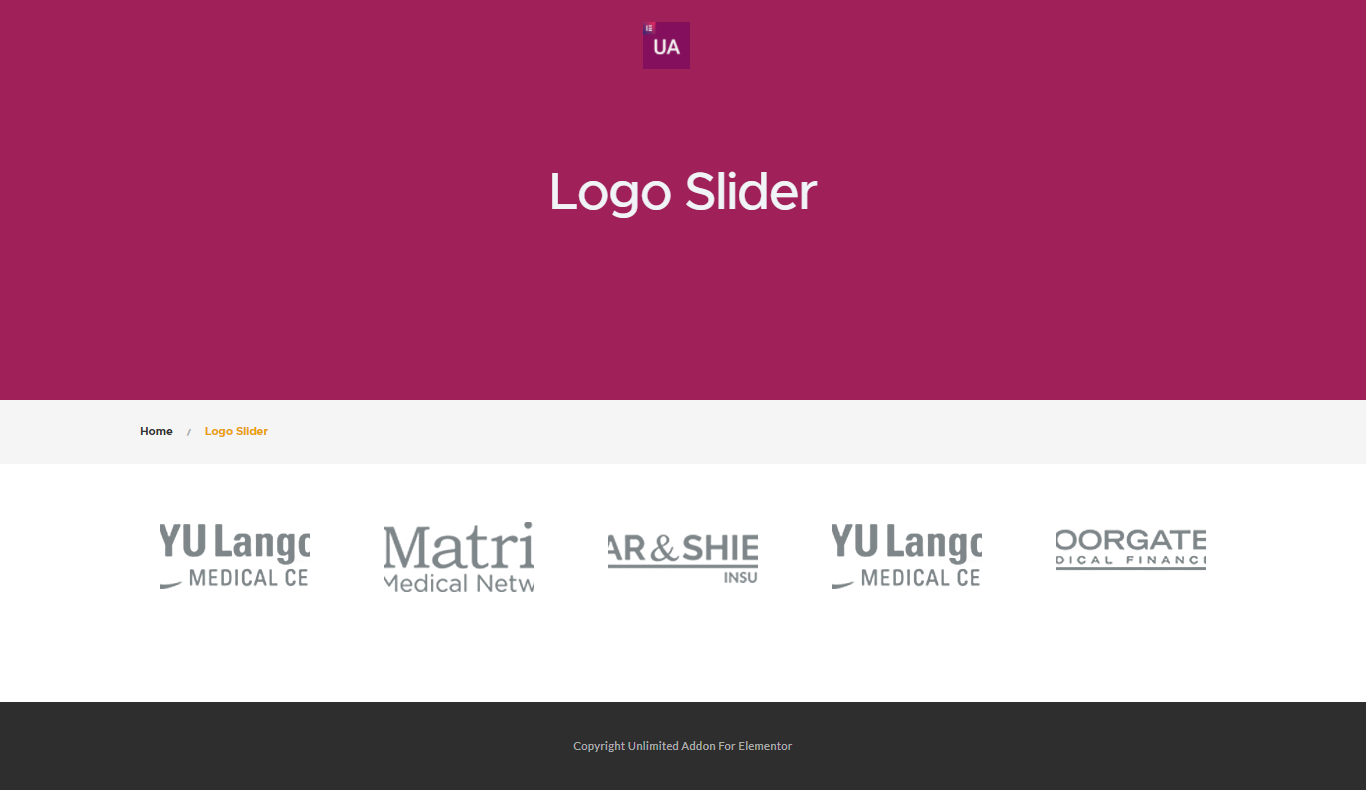 UA
Logo Slider
Home / Logo Slider
YU Lango
MEDICAL CE
Matri
Medical Netw
AR & SHIE
INSU
YU Lango
MEDICAL CE
OORGATE
DICAL FINANCI
Copyright Unlimited Addon For Elementor